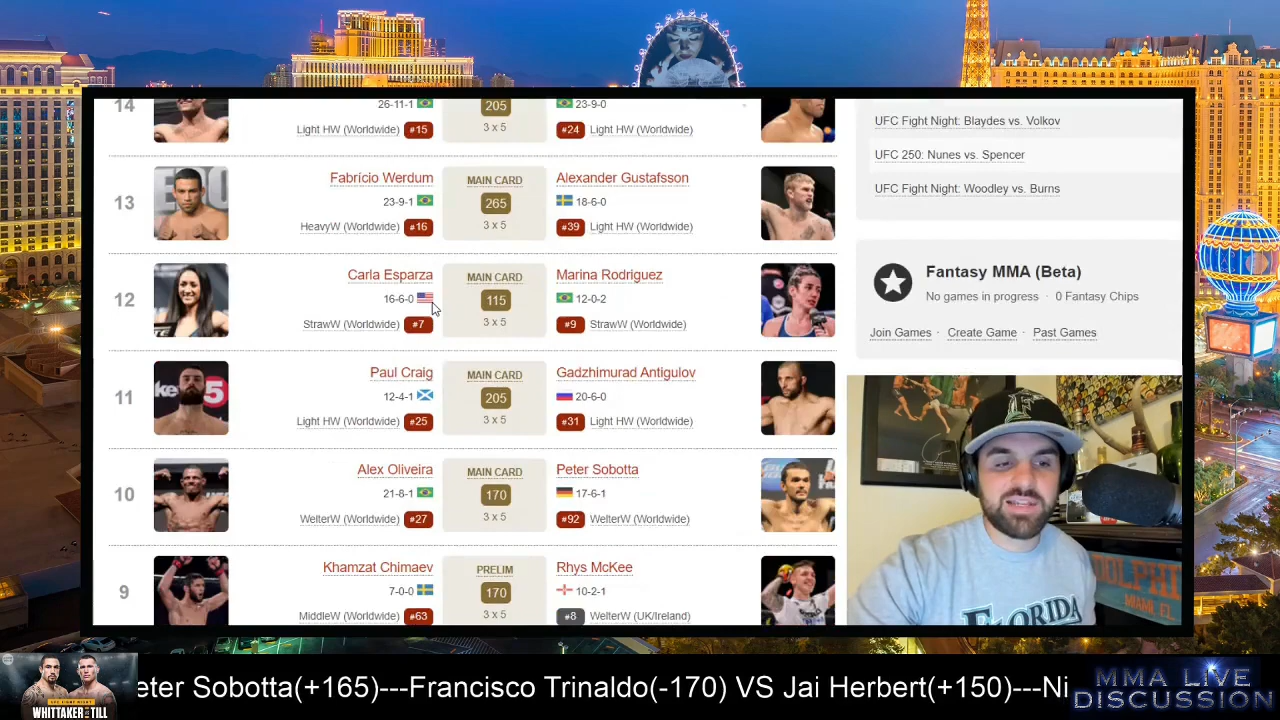 14
26-11-1
205
23-9-0
Light HW (Worldwide) #15
3 x 5
#24 Light HW (Worldwide)
13
Fabricio Werdum
MAIN CARD
Alexander Gustafsson
23-9-1
265
18-6-0
HeavyW (Worldwide) #16
3 x 5
#39 Light HW (Worldwide)
12
Carla Esparza
MAIN CARD
Marina Rodriguez
16-6-0
115
12-0-2
StrawW (Worldwide) #7
3 x 5
#9 StrawW (Worldwide)
11
Paul Craig
MAIN CARD
Gadzhimurad Antigulov
12-4-1
205
20-6-0
Light HW (Worldwide) #25
3 x 5
#31 Light HW (Worldwide)
10
Alex Oliveira
MAIN CARD
Peter Sobotta
21-8-1
170
17-6-1
WelterW (Worldwide) #27
3 x 5
#92 WelterW (Worldwide)
9
Khamzat Chimaev
PRELIM
Rhys McKee
7-0-0
170
10-2-1
MiddleW (Worldwide) #63
3 x 5
#8 WelterW (UK/Ireland)
UFC Fight Night: Blaydes vs. Volkov
UFC 250: Nunes vs. Spencer
UFC Fight Night: Woodley vs. Burns
Fantasy MMA (Beta)
No games in progress · 0 Fantasy Chips
Join Games · Create Game · Past Games
FLORIDA
MIAMI, FL
WHITTAKER TILL
eter Sobotta(+165)---Francisco Trinaldo(-170) VS Jai Herbert(+150)---Ni
MMA LIVE
DISCUSSION